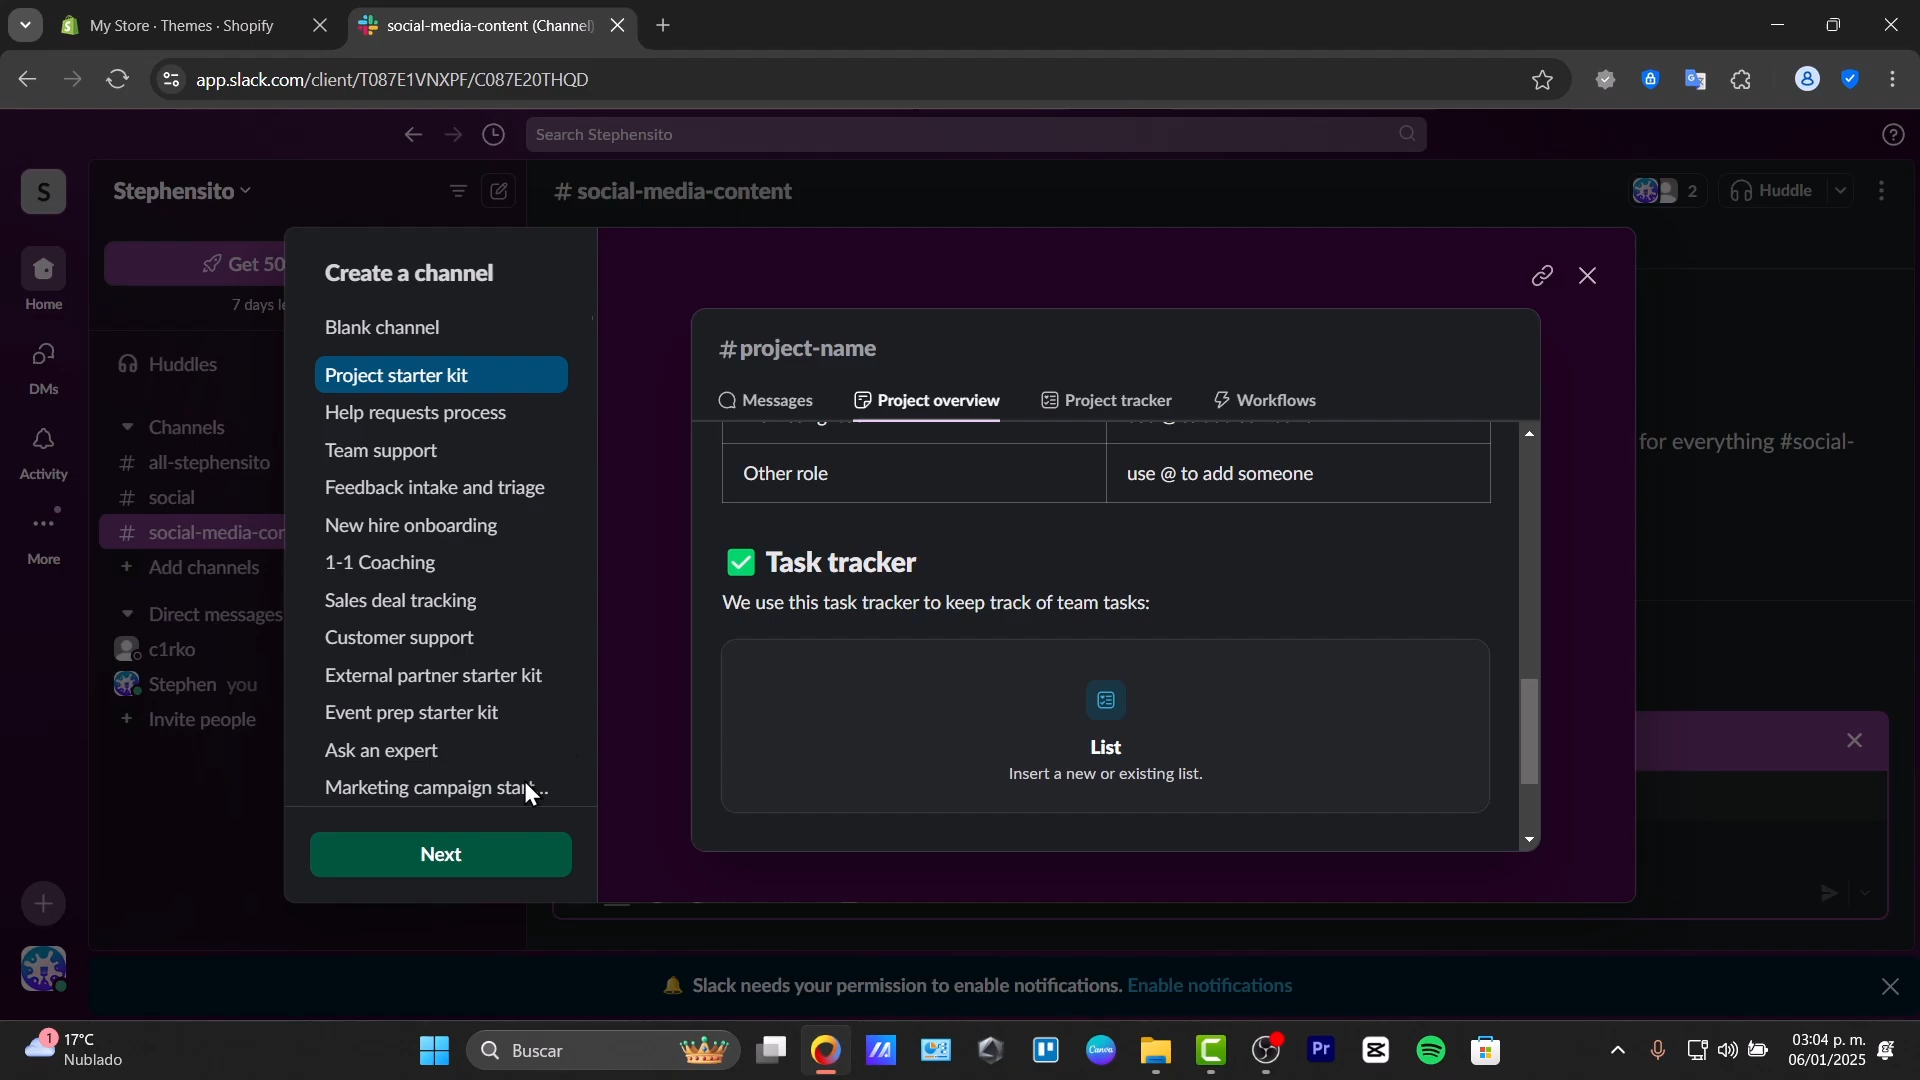 My Store · Themes · Shopify
social-media-content (Channel)
app.slack.com/client/T087E1VNXPF/C087E20THQD
Search Stephensito
S
Stephensito
# social-media-content
2
Huddle
Get 50
7 days le
Home
DMs
Activity
More
Huddles
Channels
# all-stephensito
# social
# social-media-con
+ Add channels
Direct messages
c1rko
Stephen you
+ Invite people
Create a channel
Blank channel
Project starter kit
Help requests process
Team support
Feedback intake and triage
New hire onboarding
1-1 Coaching
Sales deal tracking
Customer support
External partner starter kit
Event prep starter kit
Ask an expert
Marketing campaign start...
Next
# project-name
Messages
Project overview
Project tracker
Workflows
Other role
use @ to add someone
Task tracker
We use this task tracker to keep track of team tasks:
List
Insert a new or existing list.
for everything #social-
Slack needs your permission to enable notifications. Enable notifications
1
17°C
Nublado
Buscar
Canva
Pr
03:04 p. m.
06/01/2025